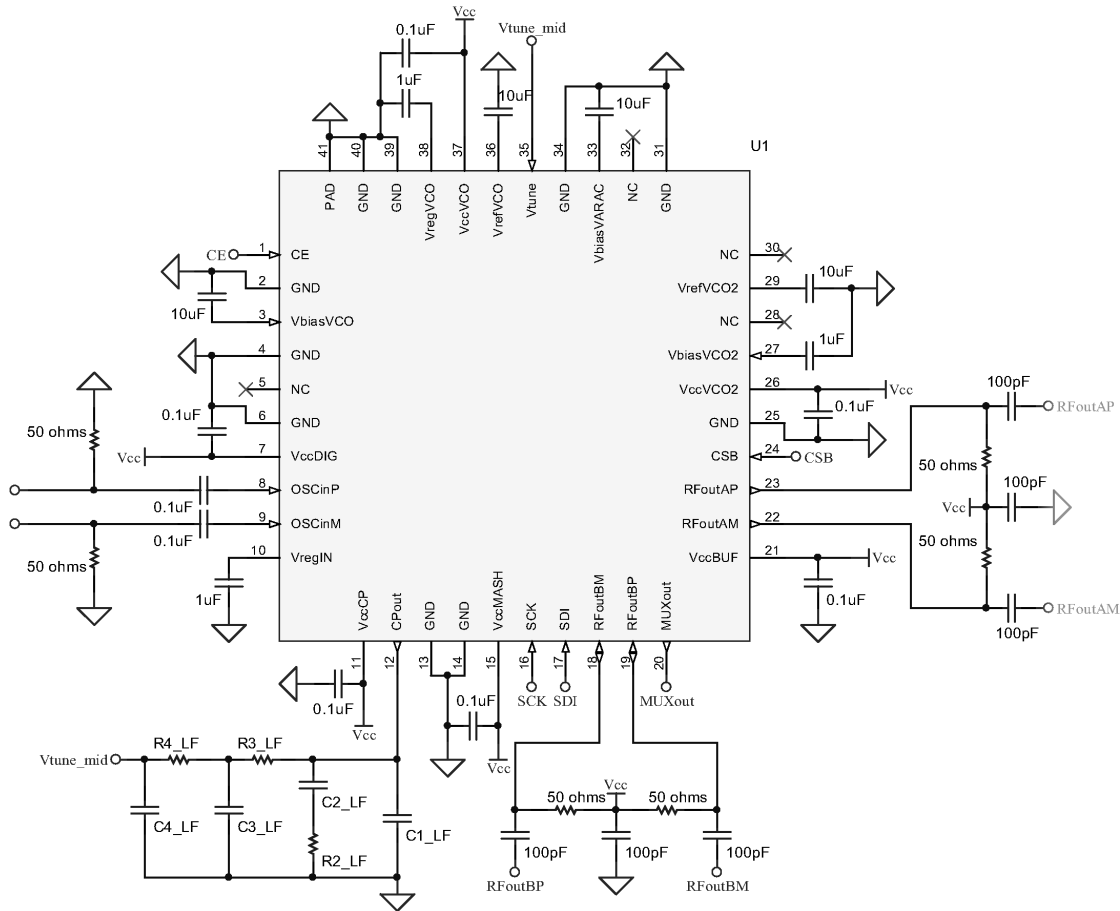 Vcc
0.1uF
Vtune_mid
1uF
10uF
10uF
U1
41
40
39
38
37
36
35
34
33
32
31
PAD
GND
GND
VregVCO
VccVCO
VrefVCO
Vtune
GND
VbiasVARAC
NC
GND
CE
1
CE
NC
30
2
GND
VrefVCO2
29
10uF
10uF
3
VbiasVCO
NC
28
4
GND
VbiasVCO2
27
1uF
5
NC
VccVCO2
26
Vcc
100pF
RFoutAP
0.1uF
6
GND
GND
25
0.1uF
50 ohms
Vcc
7
VccDIG
CSB
24
CSB
50 ohms
8
OSCinP
RFoutAP
23
100pF
0.1uF
Vcc
9
OSCinM
RFoutAM
22
0.1uF
50 ohms
10
VregIN
VccBUF
21
Vcc
50 ohms
1uF
0.1uF
RFoutAM
100pF
VccCP
CPout
GND
GND
VccMASH
SCK
SDI
RFoutBM
RFoutBP
MUXout
11
12
13
14
15
16
17
18
19
20
0.1uF
Vcc
0.1uF
Vcc
SCK
SDI
MUXout
Vtune_mid
R4_LF
R3_LF
C2_LF
C4_LF
C3_LF
R2_LF
C1_LF
Vcc
50 ohms
50 ohms
100pF
100pF
100pF
RFoutBP
RFoutBM